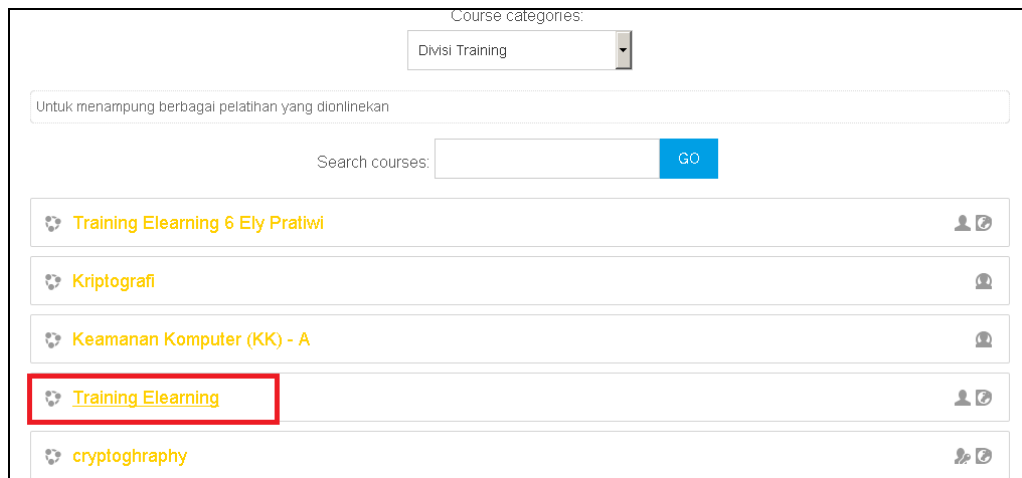 Course categories:
Divisi Training
Untuk menampung berbagai pelatihan yang dionlinekan
Search courses:
GO
Training Elearning 6 Ely Pratiwi
Kriptografi
Keamanan Komputer (KK) - A
Training Elearning
cryptoghraphy